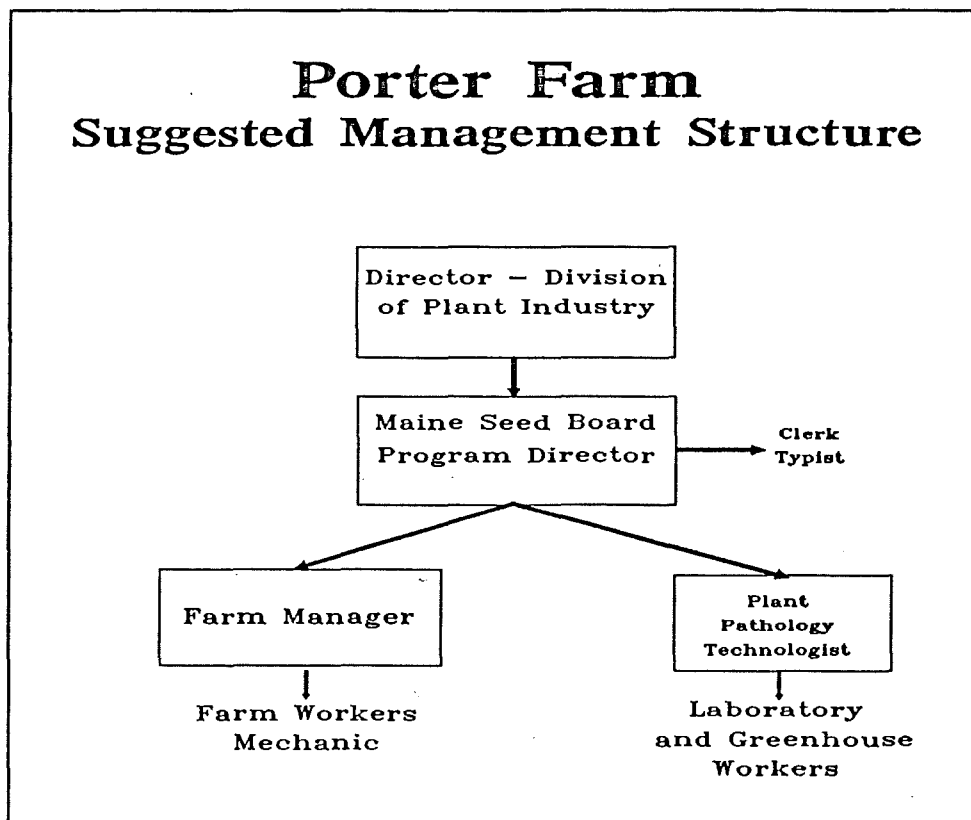 Porter Farm
Suggested Management Structure
Director – Division
of Plant Industry
Maine Seed Board
Program Director
Clerk
Typist
Farm Manager
Plant
Pathology
Technologist
Farm Workers
Mechanic
Laboratory
and Greenhouse
Workers